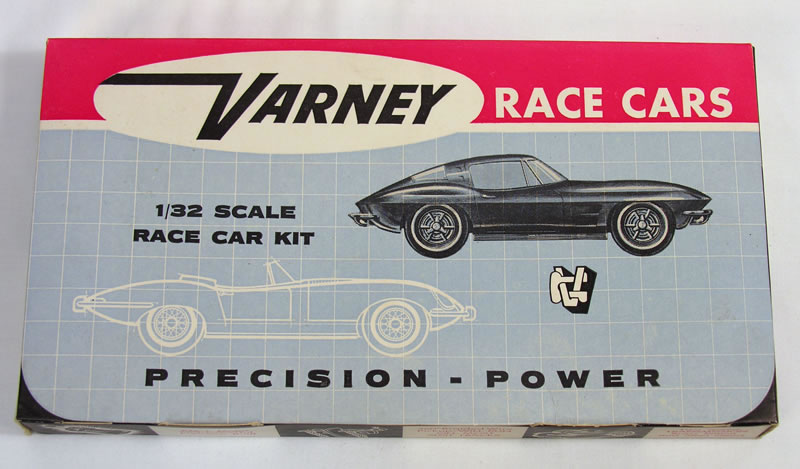 VARNEY RACE CARS
1/32 SCALE
RACE CAR KIT
PRECISION - POWER